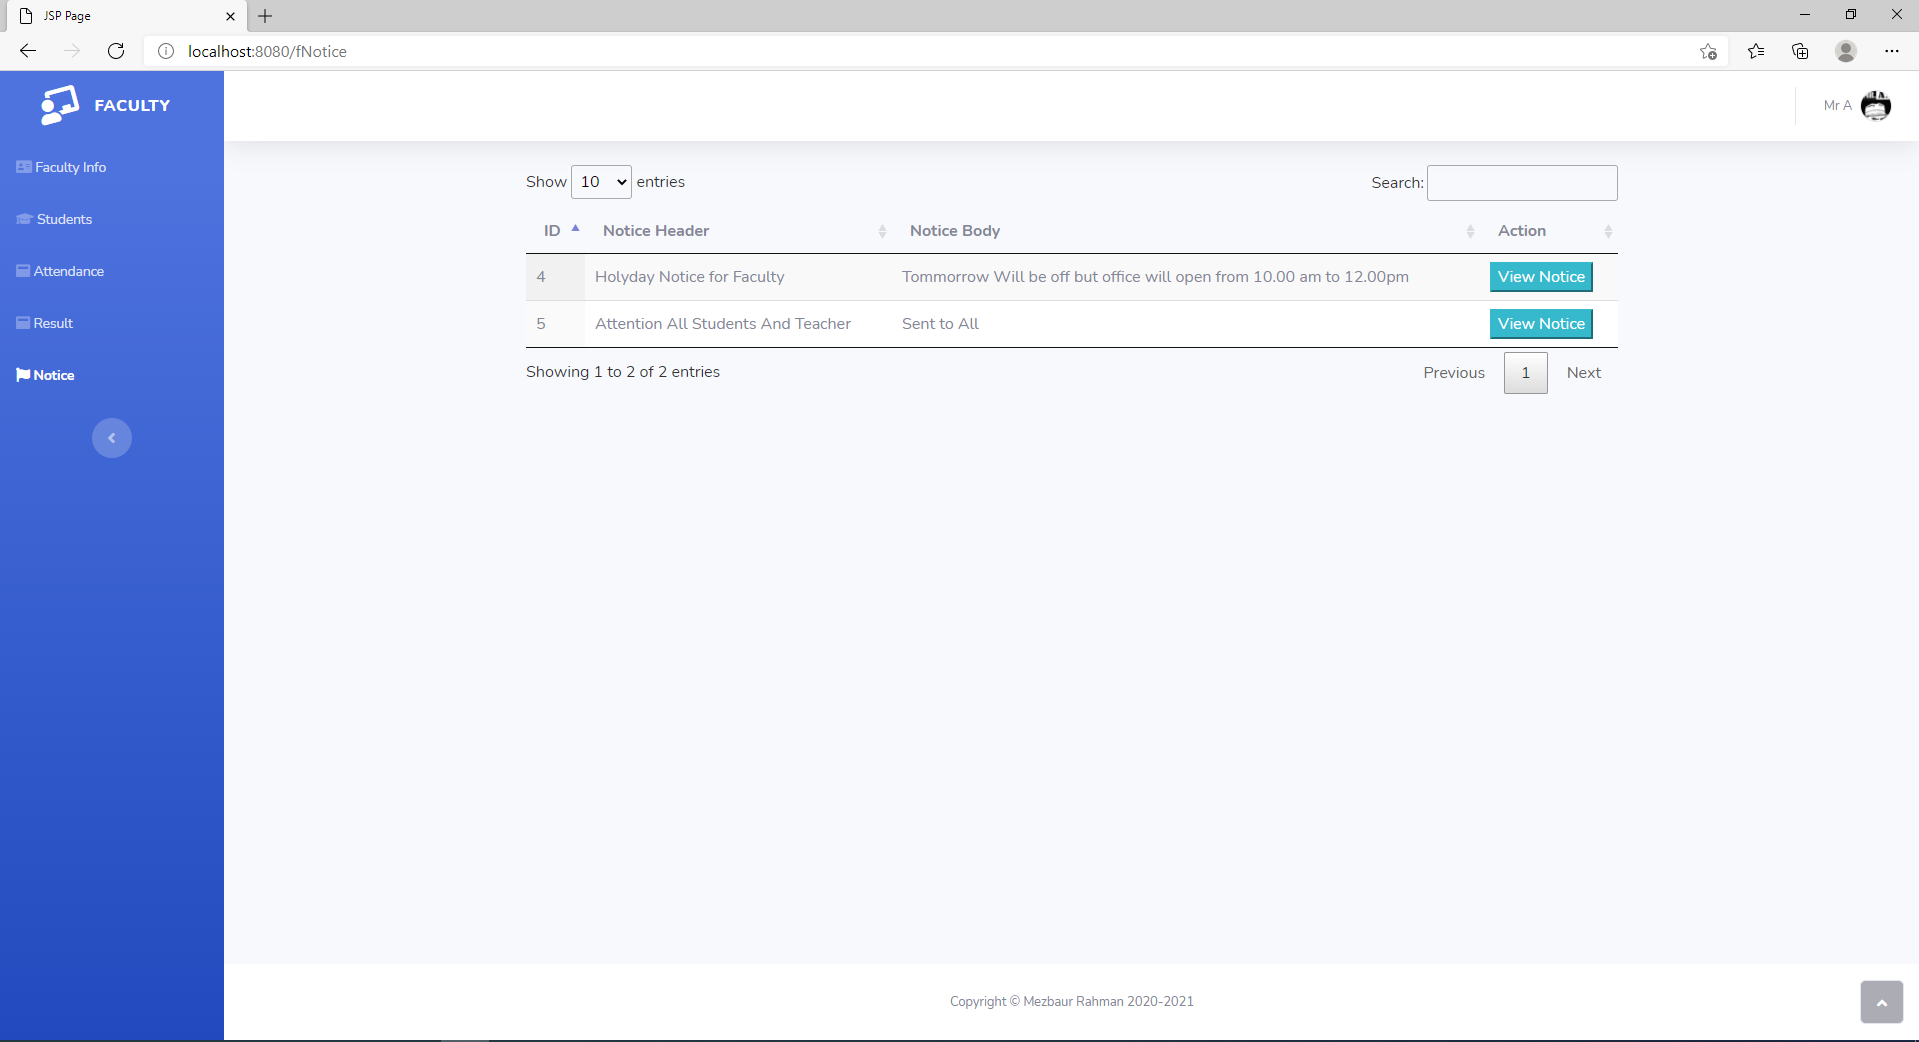 JSP Page
localhost:8080/fNotice
FACULTY
Mr A
Faculty Info
Students
Attendance
Result
Notice
Show 10 entries
Search:
ID Notice Header Notice Body Action
4 Holyday Notice for Faculty Tommorrow Will be off but office will open from 10.00 am to 12.00pm View Notice
5 Attention All Students And Teacher Sent to All View Notice
Showing 1 to 2 of 2 entries
Previous 1 Next
Copyright © Mezbaur Rahman 2020-2021